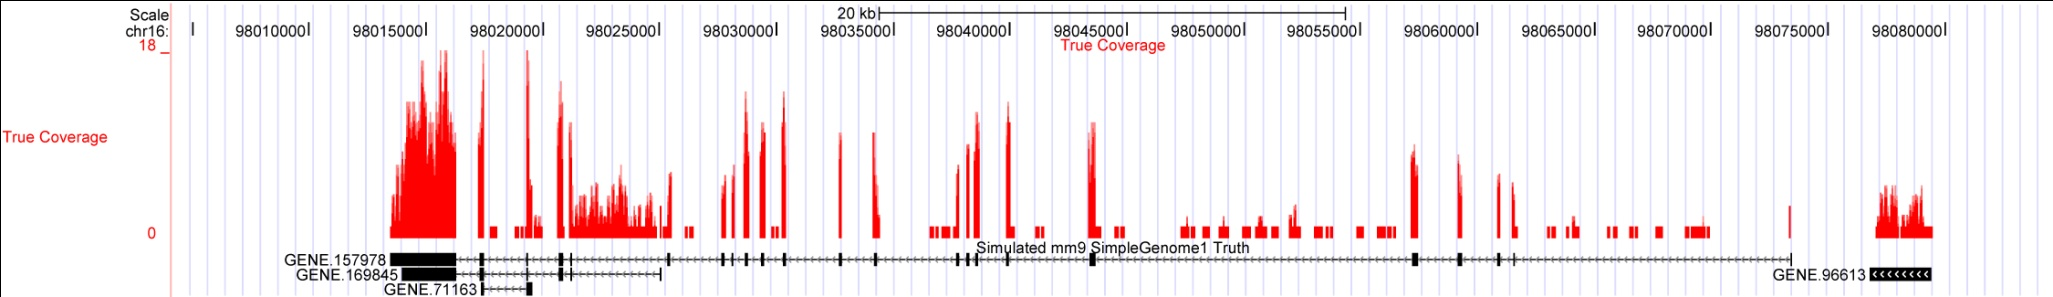 Scale 20 kb
chr16: 98010000 98015000 98020000 98025000 98030000 98035000 98040000 98045000 98050000 98055000 98060000 98065000 98070000 98075000 98080000
18 True Coverage
True Coverage
0
Simulated mm9 SimpleGenome1 Truth
GENE.157978
GENE.169845 GENE.96613
GENE.71163